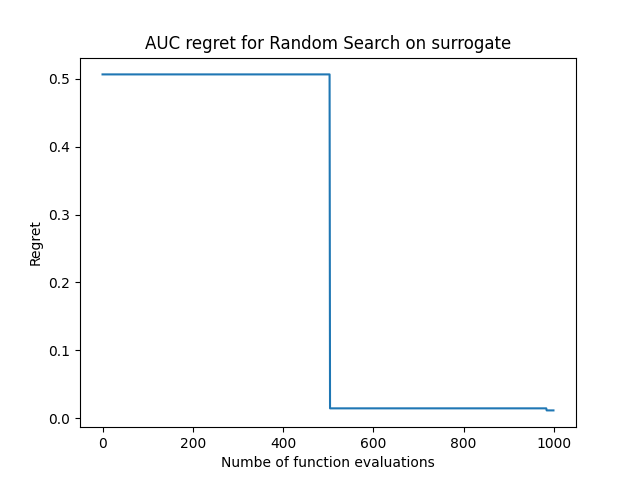 AUC regret for Random Search on surrogate
0.5
0.4
0.3
0.2
0.1
0.0
Regret
0 200 400 600 800 1000
Numbe of function evaluations